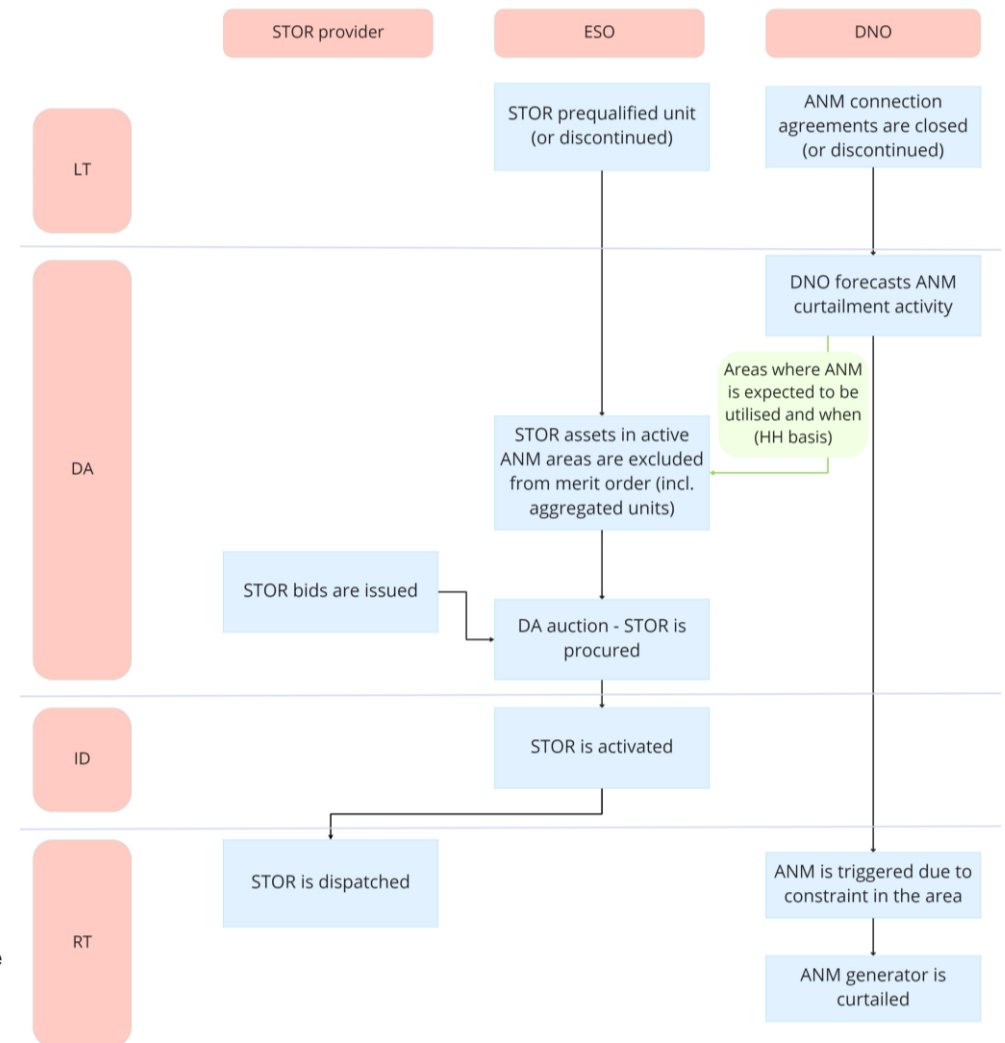 STOR provider
ESO
DNO
LT
STOR prequalified unit
(or discontinued)
ANM connection
agreements are closed
(or discontinued)
DA
DNO forecasts ANM
curtailment activity
Areas where ANM
is expected to be
utilised and when
(HH basis)
STOR assets in active
ANM areas are excluded
from merit order (incl.
aggregated units)
STOR bids are issued
DA auction - STOR is
procured
ID
STOR is activated
RT
STOR is dispatched
ANM is triggered due to
constraint in the area
e
ANM generator is
curtailed